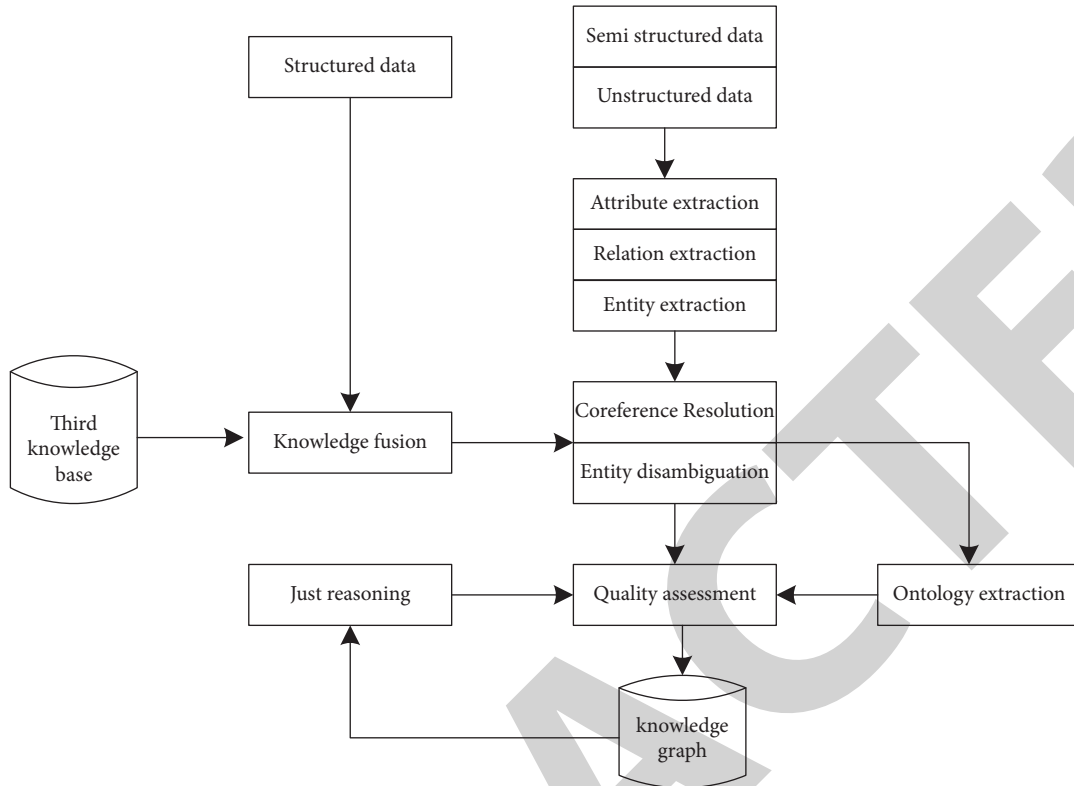 Semi structured data
Structured data
Unstructured data
Attribute extraction
Relation extraction
Entity extraction
Third
knowledge
base
Knowledge fusion
Coreference Resolution
Entity disambiguation
Just reasoning
Quality assessment
Ontology extraction
knowledge
graph
ACTE